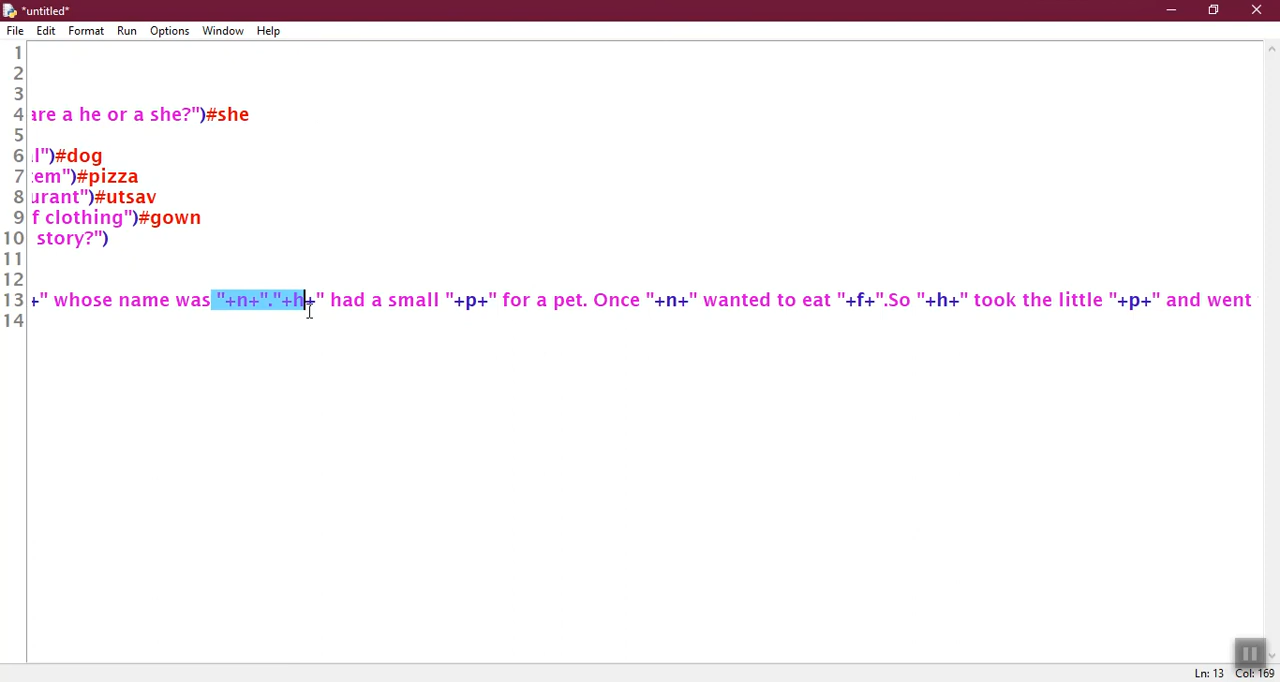 *untitled*
File Edit Format Run Options Window Help
1
2
3
4 are a he or a she?")#she
5
6 l")#dog
7 em")#pizza
8 urant")#utsav
9 f clothing")#gown
10 story?")
11
12
13 +" whose name was "+n+"."+h+" had a small "+p+" for a pet. Once "+n+" wanted to eat "+f+".So "+h+" took the little "+p+" and went
14
Ln: 13 Col: 169